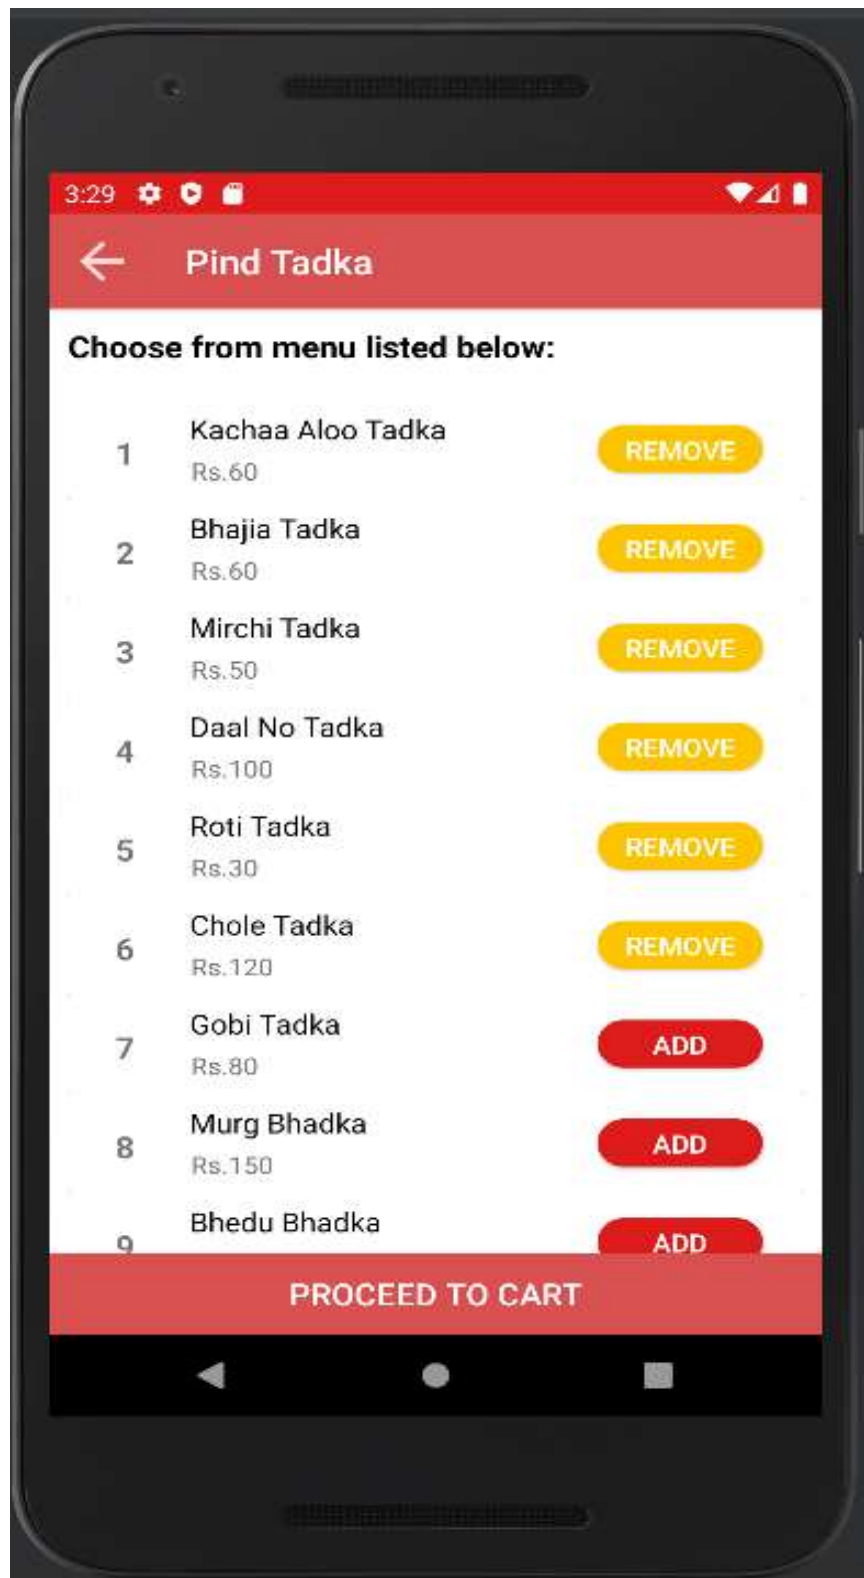 3:29
Pind Tadka
Choose from menu listed below:
1 Kachaa Aloo Tadka REMOVE
Rs.60
2 Bhajia Tadka REMOVE
Rs.60
3 Mirchi Tadka REMOVE
Rs.50
4 Daal No Tadka REMOVE
Rs.100
5 Roti Tadka REMOVE
Rs.30
6 Chole Tadka REMOVE
Rs.120
7 Gobi Tadka ADD
Rs.80
8 Murg Bhadka ADD
Rs.150
9 Bhedu Bhadka ADD
PROCEED TO CART